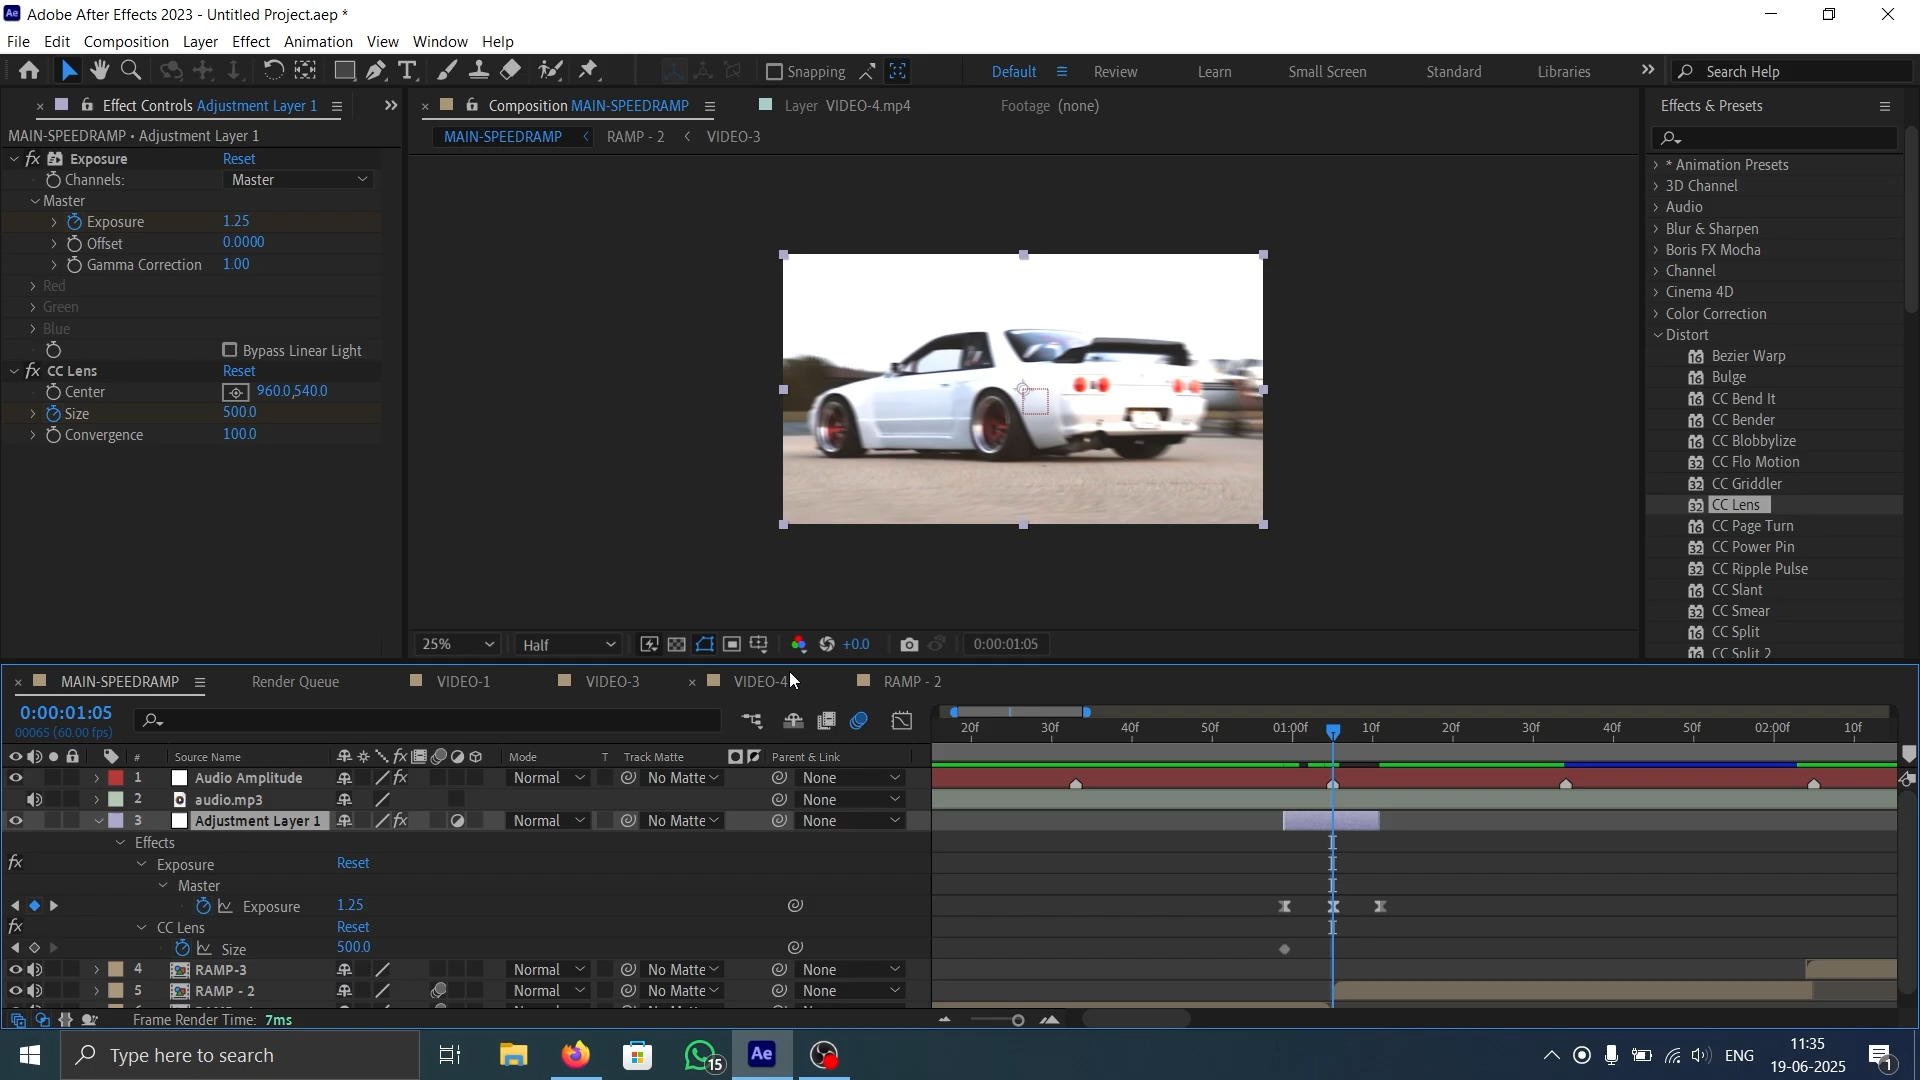 Adobe After Effects 2023 - Untitled Project.aep *
File Edit Composition Layer Effect Animation View Window Help
Snapping
Default Review Learn Small Screen Standard Libraries
Search Help
Effect Controls Adjustment Layer 1
MAIN-SPEEDRAMP • Adjustment Layer 1
fx Exposure Reset
Channels: Master
Master
Exposure 1.25
Offset 0.0000
Gamma Correction 1.00
Red
Green
Blue
Bypass Linear Light
fx CC Lens Reset
Center 960.0,540.0
Size 500.0
Convergence 100.0
Composition MAIN-SPEEDRAMP
Layer VIDEO-4.mp4
Footage (none)
MAIN-SPEEDRAMP RAMP - 2 VIDEO-3
25% Half +0.0 0:00:01:05
Effects & Presets
* Animation Presets
3D Channel
Audio
Blur & Sharpen
Boris FX Mocha
Channel
Cinema 4D
Color Correction
Distort
Bezier Warp
Bulge
CC Bend It
CC Bender
CC Blobbylize
CC Flo Motion
CC Griddler
CC Lens
CC Page Turn
CC Power Pin
CC Ripple Pulse
CC Slant
CC Smear
CC Split
CC Split 2
MAIN-SPEEDRAMP Render Queue VIDEO-1 VIDEO-3 VIDEO-4 RAMP - 2
0:00:01:05
00065 (60.00 fps)
20f 30f 40f 50f 01:00f 10f 20f 30f 40f 50f 02:00f 10f
# Source Name fx Mode T Track Matte Parent & Link
1 Audio Amplitude fx Normal No Matte None
2 audio.mp3 None
3 Adjustment Layer 1 fx Normal No Matte None
Effects
fx Exposure Reset
Master
Exposure 1.25
fx CC Lens Reset
Size 500.0
4 RAMP-3 Normal No Matte None
5 RAMP - 2 Normal No Matte None
Frame Render Time: 7ms
Type here to search
15
Ae
ENG
11:35
19-06-2025
1